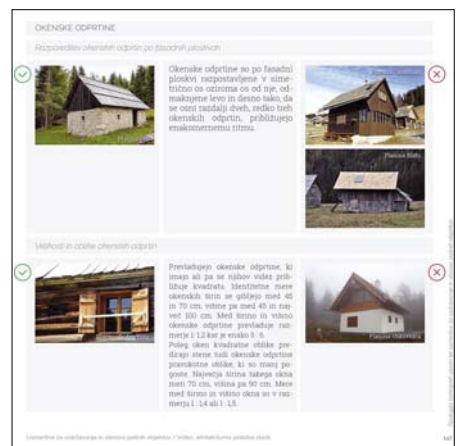 OKENSKE ODPRTINE
Razporeditev okenskih odprtin po fasadnih ploskvah
Okenske odprtine so po fasadni
ploskvi razpostavljene v sime-
trično os oziroma os od nje, od-
maknjene levo in desno tako, da
se osni razdalji dveh, redko treh
okenskih odprtin, približujejo
enakomernemu ritmu.
Planina
Velikosti in oblike okenskih odprtin
Prevladujejo okenske odprtine, ki
imajo ali pa se njihov videz prib-
ližuje kvadratu. Identitetne mere
okenskih širin se gibljejo med 45
in 70 cm, višine pa med 45 in naj-
več 100 cm. Med širino in višino
okenske odprtine prevladuje raz-
merje 1: 1,2 kar je enako 5 : 6.
Poleg oken kvadratne oblike pre-
dirajo stene tudi okenske odprtine
pravokotne oblike, ki so manj po-
goste. Največja širina takega okna
meri 70 cm, višina pa 90 cm. Mere
med širino in višino okna so v raz-
merju 1 : 1,4 ali 1 : 1,5.